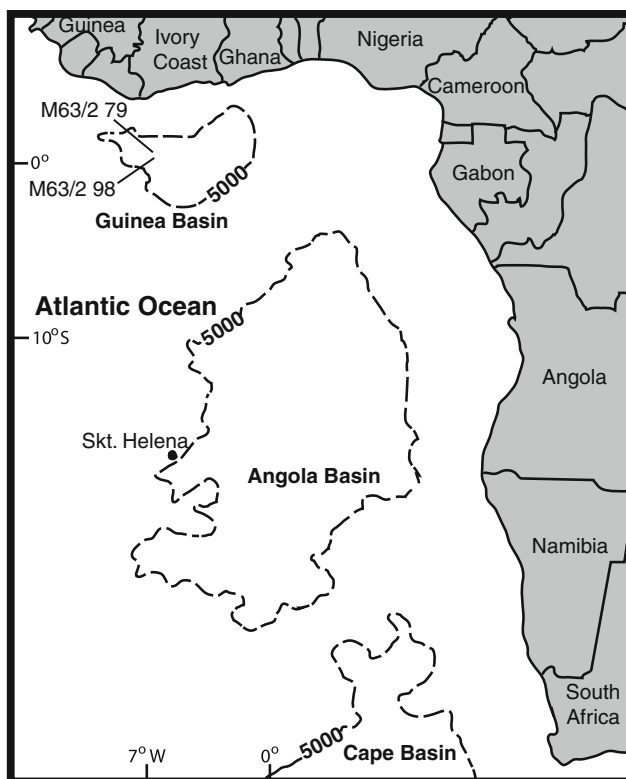 Guinea
Ivory
Coast
Ghana
Nigeria
Cameroon
M63/2 79
0°
M63/2 98
5000
Gabon
Guinea Basin
Atlantic Ocean
5000
10°S
Angola
Skt. Helena
Angola Basin
Namibia
South
Africa
5000
Cape Basin
7°W
0°